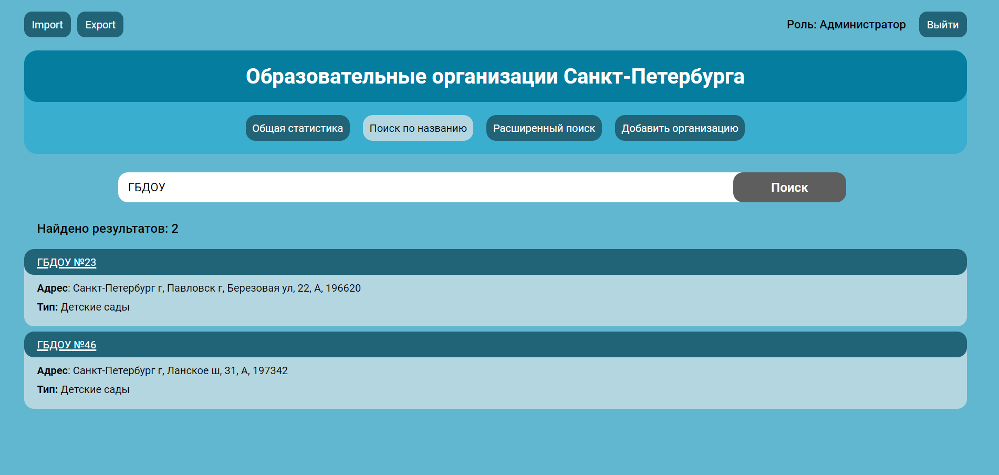 Import Export Роль: Администратор Выйти
Образовательные организации Санкт-Петербурга
Общая статистика Поиск по названию Расширенный поиск Добавить организацию
ГБДОУ Поиск
Найдено результатов: 2
ГБДОУ №23
Адрес: Санкт-Петербург г, Павловск г, Березовая ул, 22, А, 196620
Тип: Детские сады
ГБДОУ №46
Адрес: Санкт-Петербург г, Ланское ш, 31, А, 197342
Тип: Детские сады